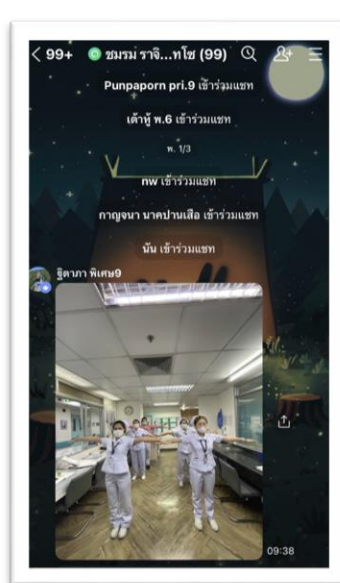 99+ ชมรม ราจิ...ทโซ (99)
Punpaporn pri.9 เข้าร่วมแชท
เต้าหู้ พ.6 เข้าร่วมแชท
พ. 1/3
nw เข้าร่วมแชท
กาญจนา นาคปานเสือ เข้าร่วมแชท
นัน เข้าร่วมแชท
ฐิตาภา พิเศษ9
09:38